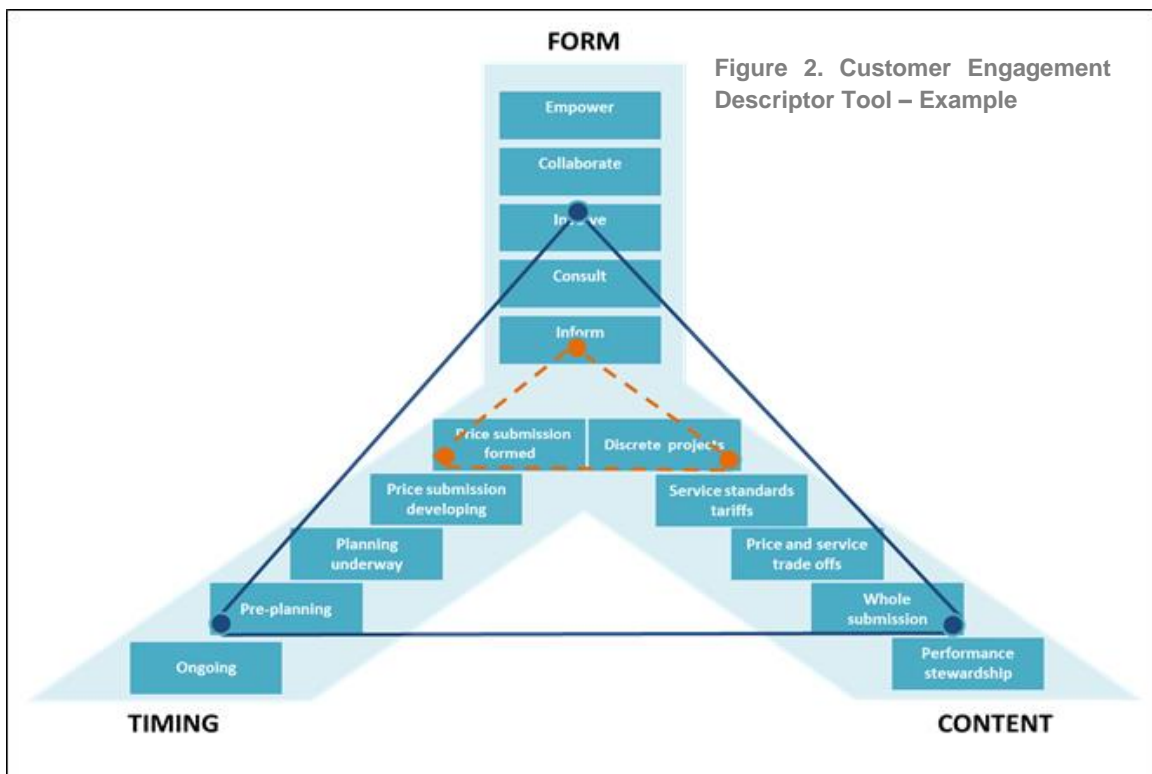 FORM
Figure 2. Customer Engagement
Descriptor Tool – Example
Empower
Collaborate
Involve
Consult
Inform
Price submission
formed
Discrete projects
Price submission
developing
Service standards
tariffs
Planning
underway
Price and service
trade offs
Pre-planning
Whole
submission
Ongoing
Performance
stewardship
TIMING
CONTENT